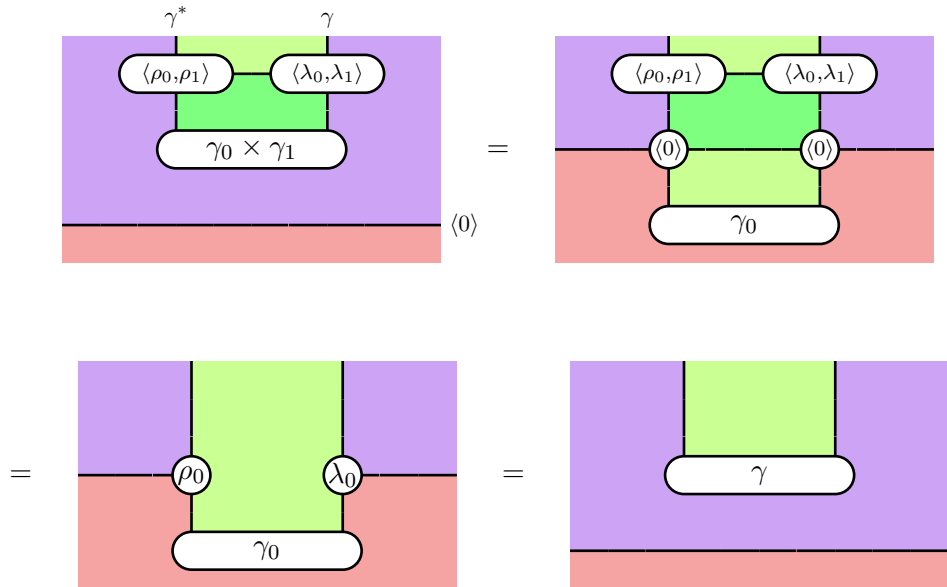 γ* γ
⟨ρ₀,ρ₁⟩ ⟨λ₀,λ₁⟩ ⟨ρ₀,ρ₁⟩ ⟨λ₀,λ₁⟩
γ₀ × γ₁ = ⟨0⟩ ⟨0⟩
⟨0⟩ γ₀
= ρ₀ λ₀ = γ
γ₀